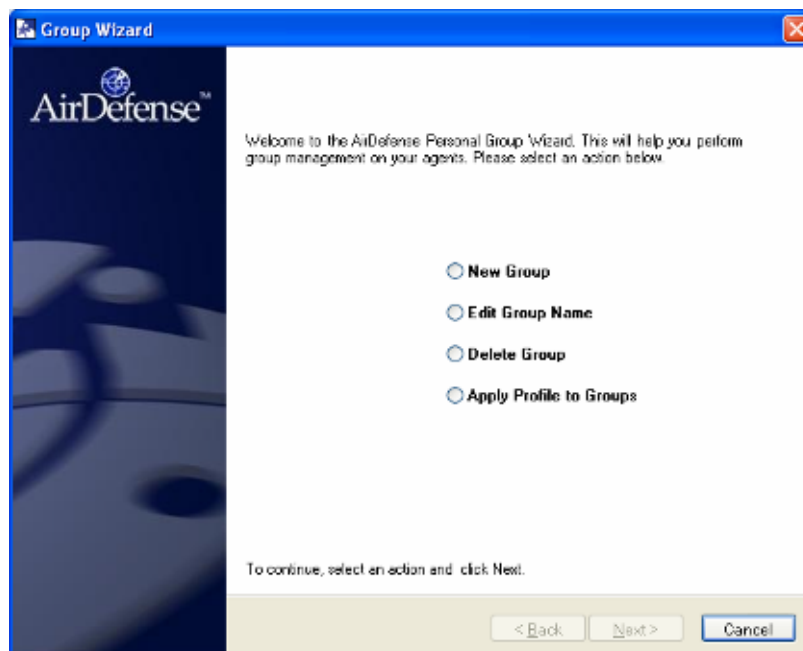 Group Wizard
AirDefense™
Welcome to the AirDefense Personal Group Wizard. This will help you perform
group management on your agents. Please select an action below.
New Group
Edit Group Name
Delete Group
Apply Profile to Groups
To continue, select an action and click Next.
< Back
Next >
Cancel